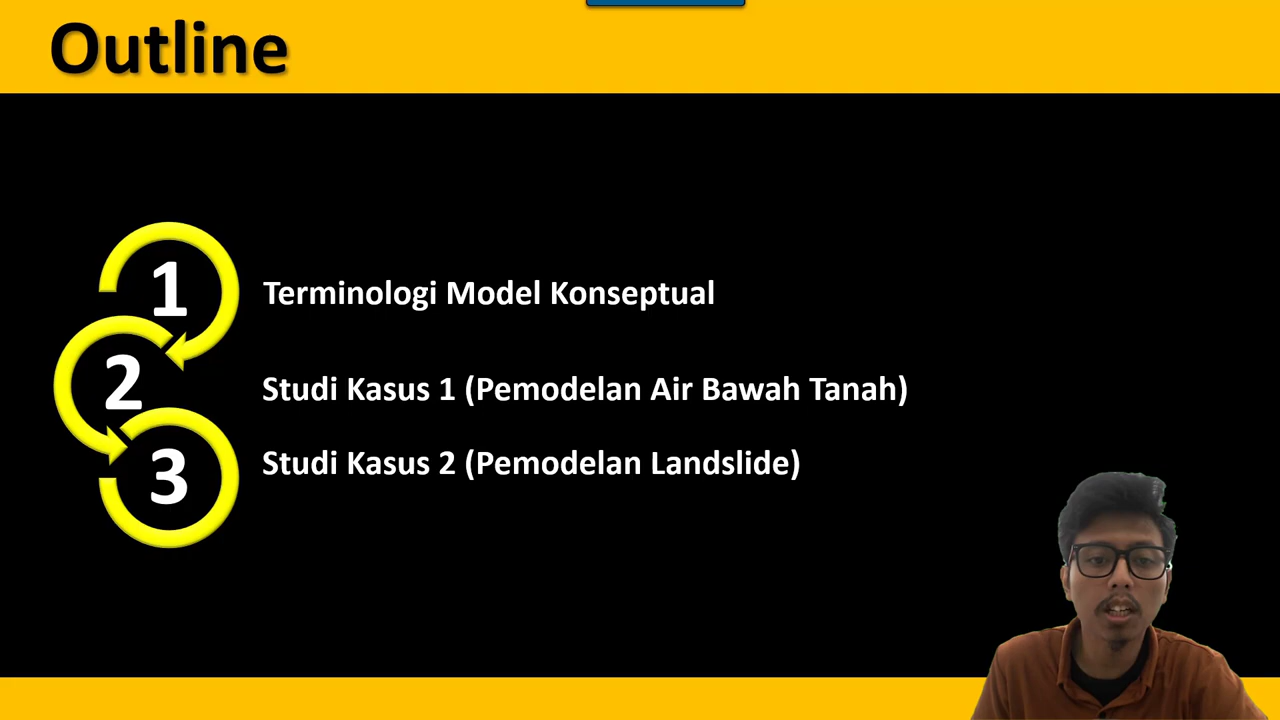 Outline
1
Terminologi Model Konseptual
2
Studi Kasus 1 (Pemodelan Air Bawah Tanah)
3
Studi Kasus 2 (Pemodelan Landslide)